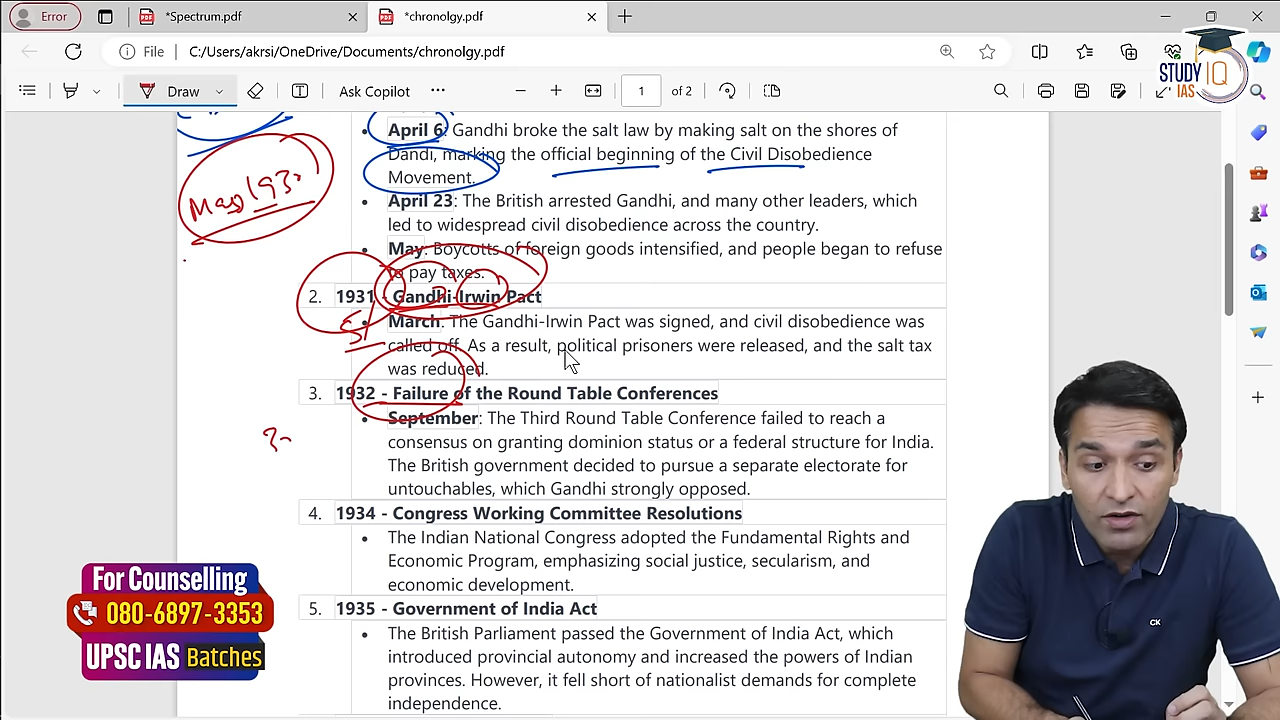 Error
*Spectrum.pdf
*chronolgy.pdf
File
C:/Users/akrsi/OneDrive/Documents/chronolgy.pdf
STUDY IQ
IAS
Draw
Ask Copilot
1
of 2
April 6: Gandhi broke the salt law by making salt on the shores of
Dandi, marking the official beginning of the Civil Disobedience
Movement.
May 1930
April 23: The British arrested Gandhi, and many other leaders, which
led to widespread civil disobedience across the country.
May: Boycotts of foreign goods intensified, and people began to refuse
to pay taxes.
2. 1931 - Gandhi-Irwin Pact
March: The Gandhi-Irwin Pact was signed, and civil disobedience was
called off. As a result, political prisoners were released, and the salt tax
was reduced.
3. 1932 - Failure of the Round Table Conferences
September: The Third Round Table Conference failed to reach a
consensus on granting dominion status or a federal structure for India.
The British government decided to pursue a separate electorate for
untouchables, which Gandhi strongly opposed.
4. 1934 - Congress Working Committee Resolutions
The Indian National Congress adopted the Fundamental Rights and
Economic Program, emphasizing social justice, secularism, and
economic development.
5. 1935 - Government of India Act
The British Parliament passed the Government of India Act, which
introduced provincial autonomy and increased the powers of Indian
provinces. However, it fell short of nationalist demands for complete
independence.
For Counselling
080-6897-3353
UPSC IAS Batches
CK